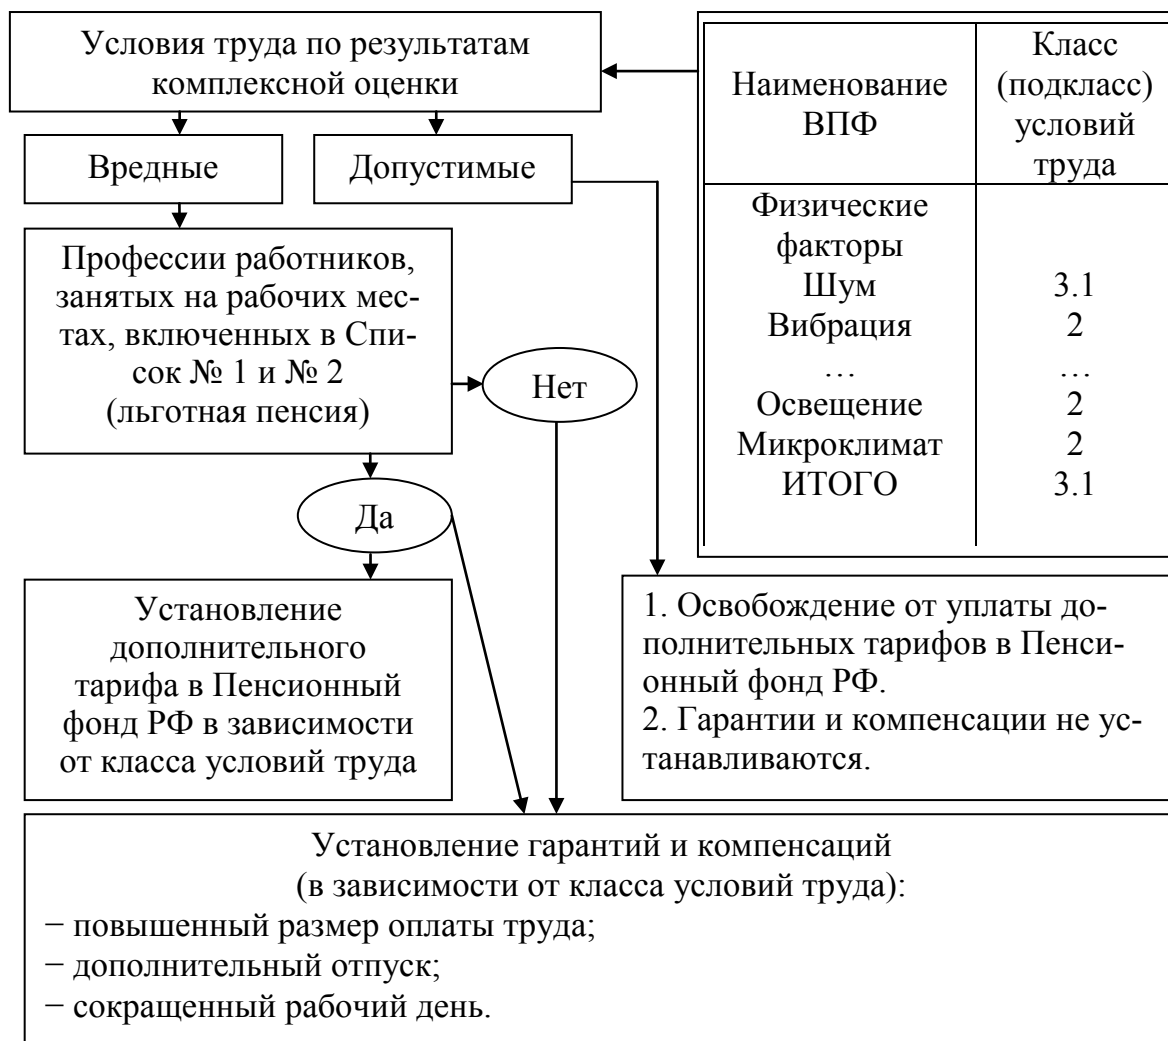 Условия труда по результатам
комплексной оценки
Наименование
ВПФ
Класс
(подкласс)
условий
труда
Физические
факторы
Шум 3.1
Вибрация 2
… …
Освещение 2
Микроклимат 2
ИТОГО 3.1
Вредные
Допустимые
Профессии работников,
занятых на рабочих мес-
тах, включенных в Спи-
сок № 1 и № 2
(льготная пенсия)
Нет
Да
Установление
дополнительного
тарифа в Пенсионный
фонд РФ в зависимости
от класса условий труда
1. Освобождение от уплаты до-
полнительных тарифов в Пенси-
онный фонд РФ.
2. Гарантии и компенсации не ус-
танавливаются.
Установление гарантий и компенсаций
(в зависимости от класса условий труда):
− повышенный размер оплаты труда;
− дополнительный отпуск;
− сокращенный рабочий день.